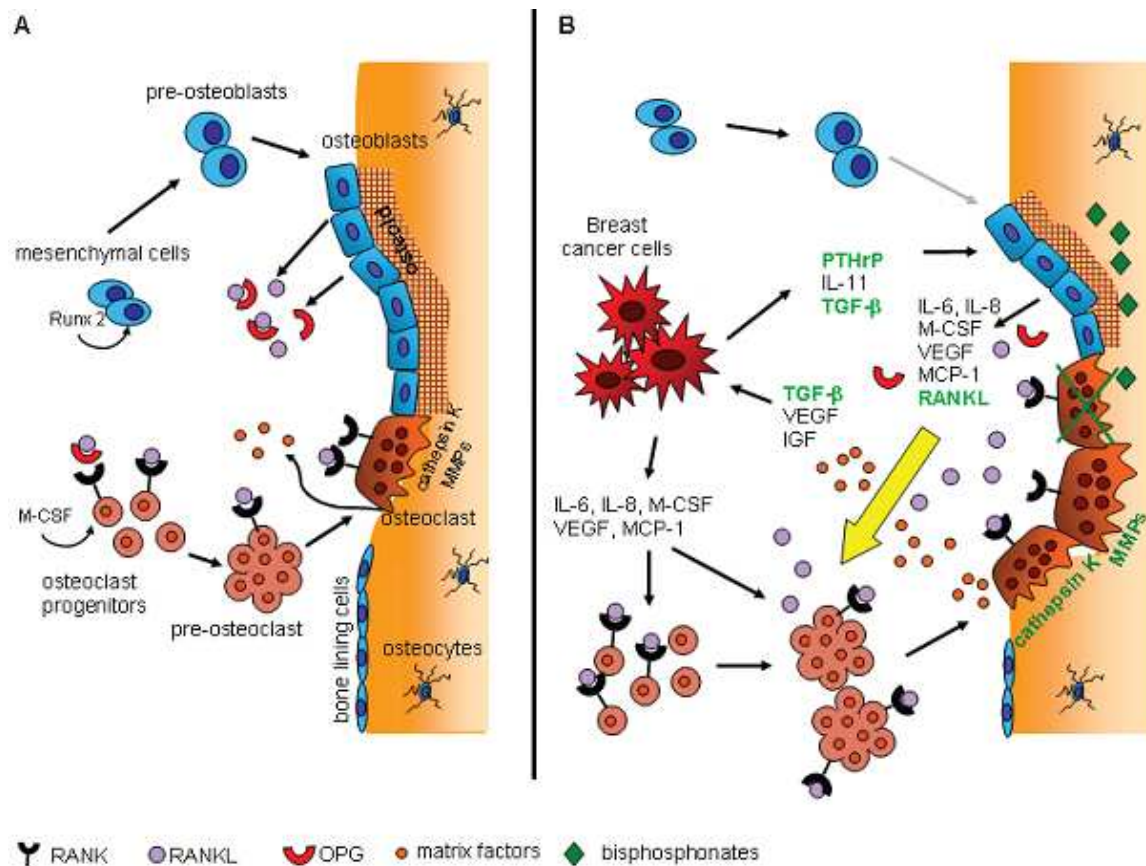 A
pre-osteoblasts
osteoblasts
osteoid
mesenchymal cells
Runx 2
cathepsin K
MMPs
M-CSF
osteoclast
osteoclast
progenitors
pre-osteoclast
bone lining cells
osteocytes
B
Breast
cancer cells
PTHrP
IL-11
TGF-β
IL-6, IL-8
M-CSF
VEGF
MCP-1
RANKL
TGF-β
VEGF
IGF
IL-6, IL-8, M-CSF
VEGF, MCP-1
cathepsin K
MMPs
RANK
RANKL
OPG
matrix factors
bisphosphonates